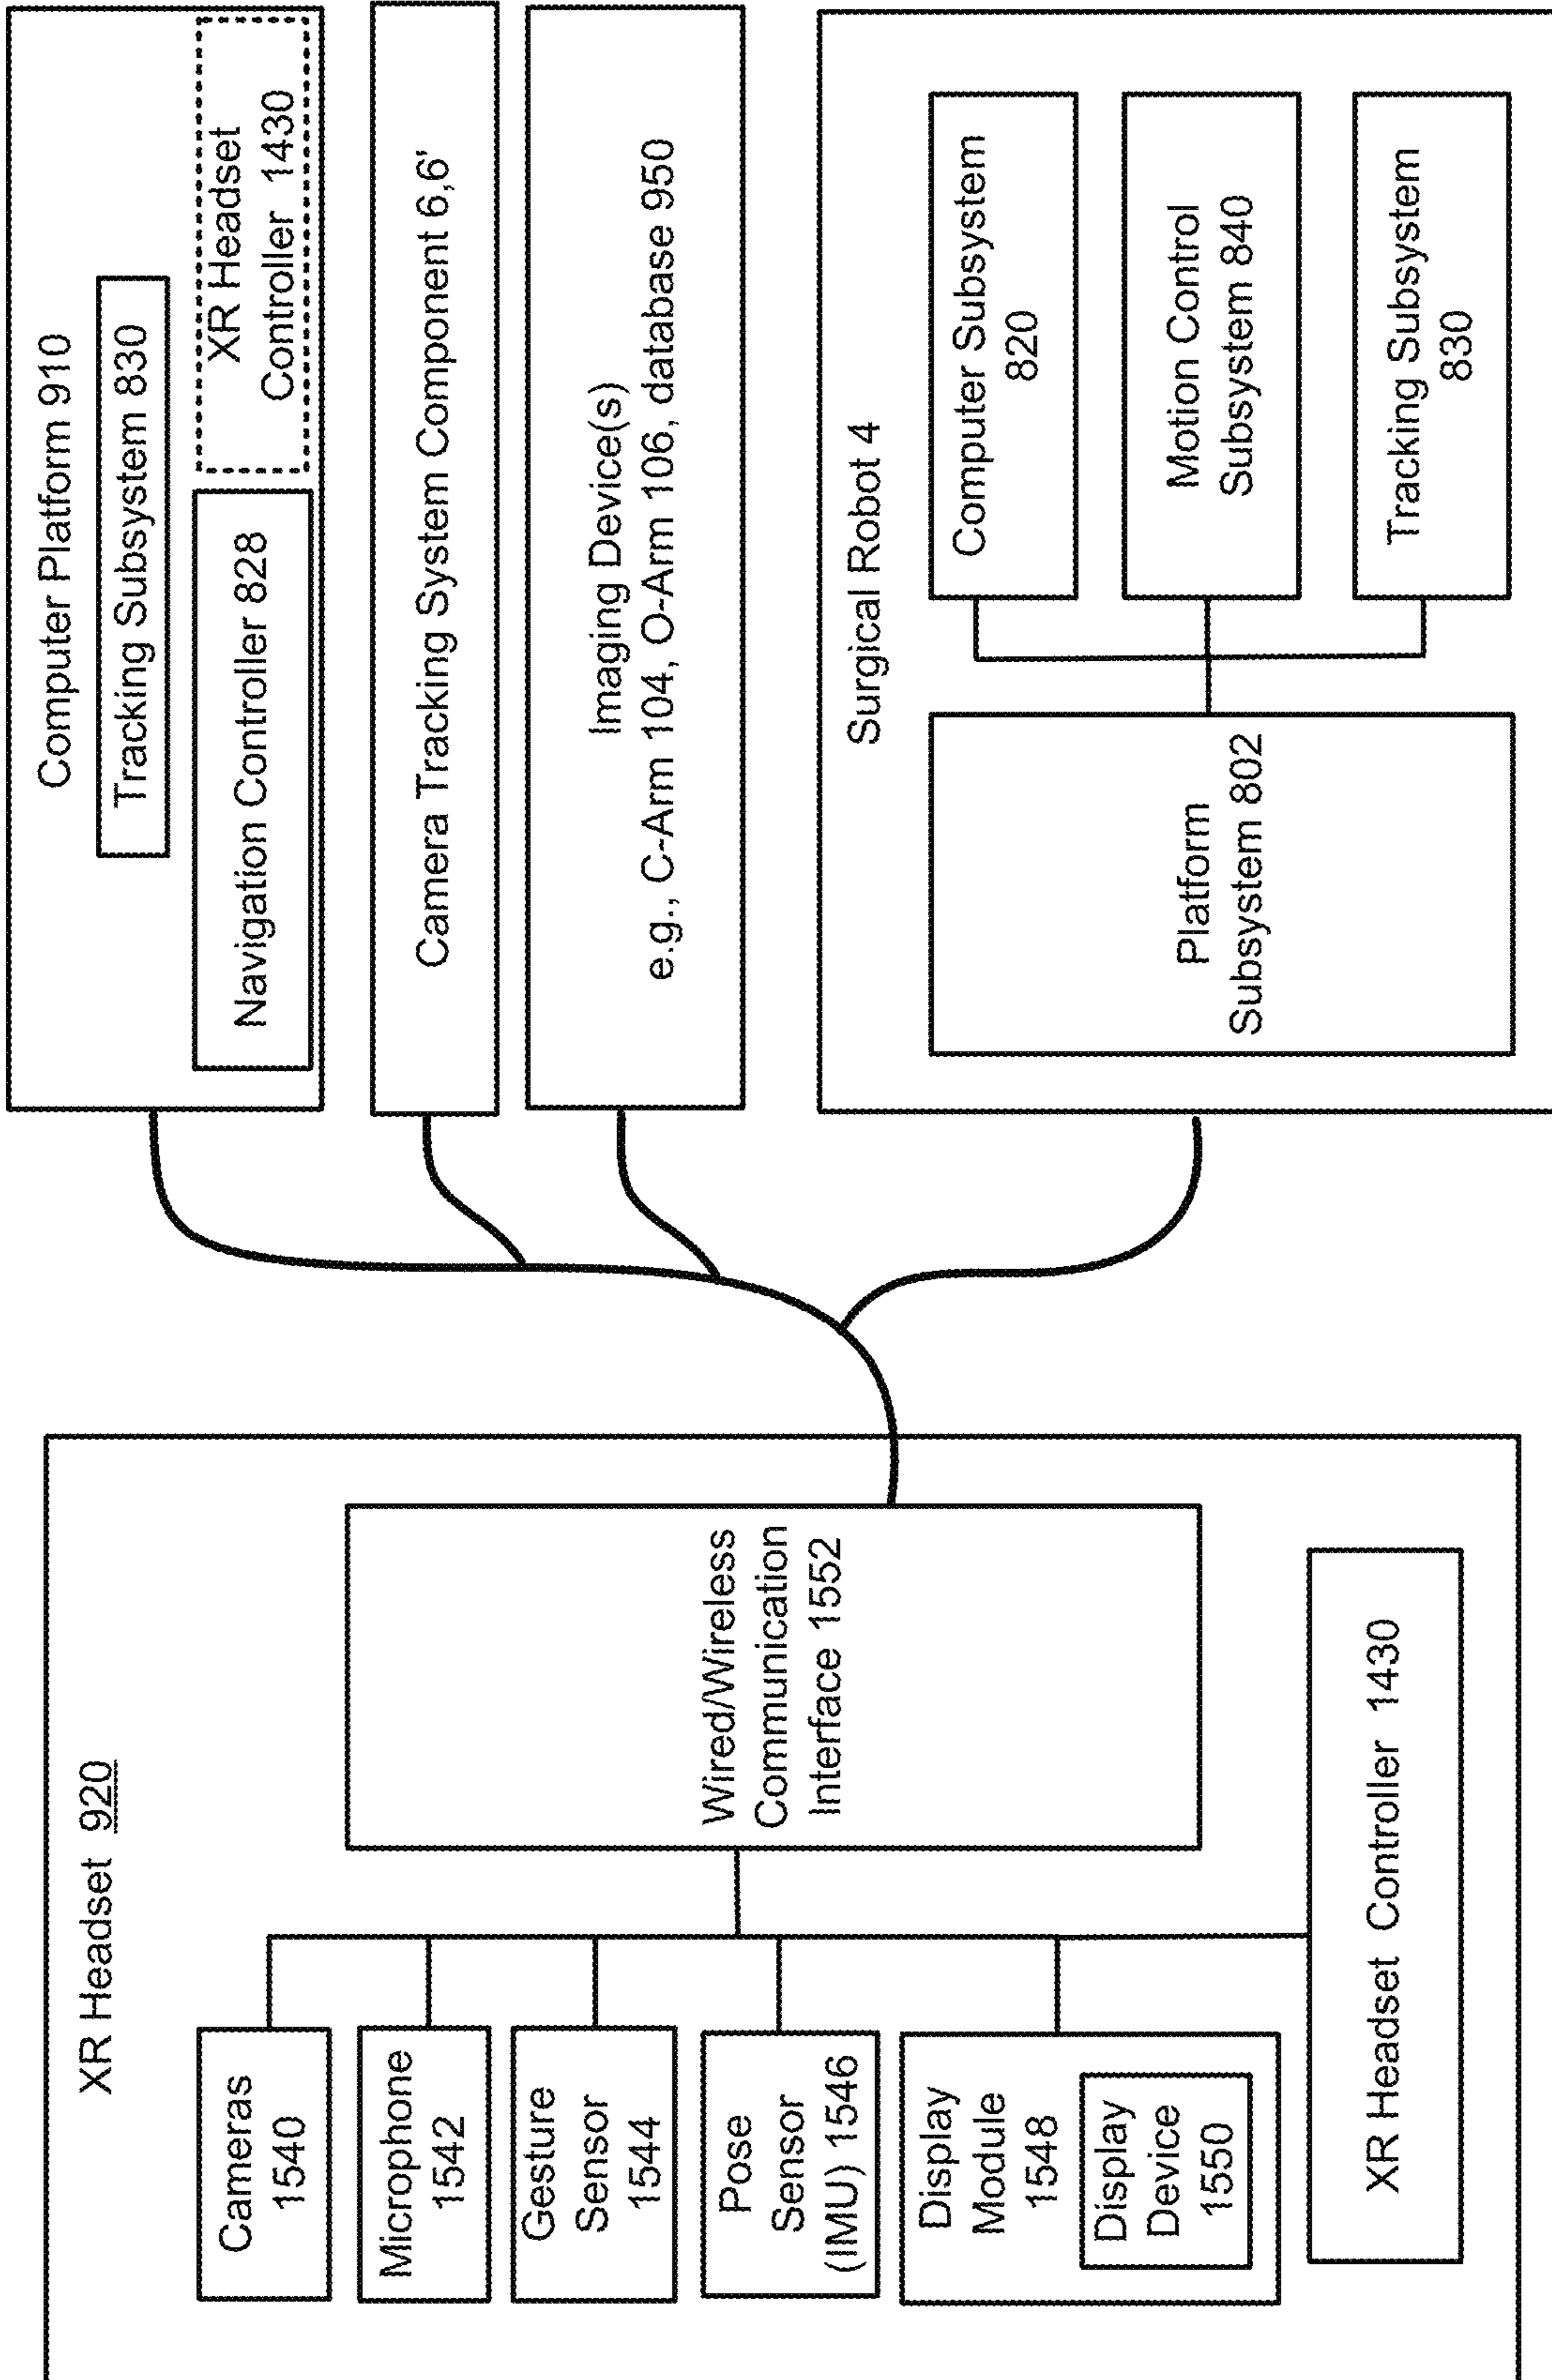 XR Headset 920
Cameras
1540
Microphone
1542
Gesture
Sensor
1544
Pose
Sensor
(IMU) 1546
Display
Module
1548
Display
Device
1550
Wired/Wireless
Communication
Interface 1552
XR Headset Controller 1430
Computer Platform 910
Tracking Subsystem 830
Navigation Controller 828
XR Headset
Controller 1430
Camera Tracking System Component 6,6'
Imaging Device(s)
e.g., C-Arm 104, O-Arm 106, database 950
Surgical Robot 4
Platform
Subsystem 802
Computer Subsystem
820
Motion Control
Subsystem 840
Tracking Subsystem
830